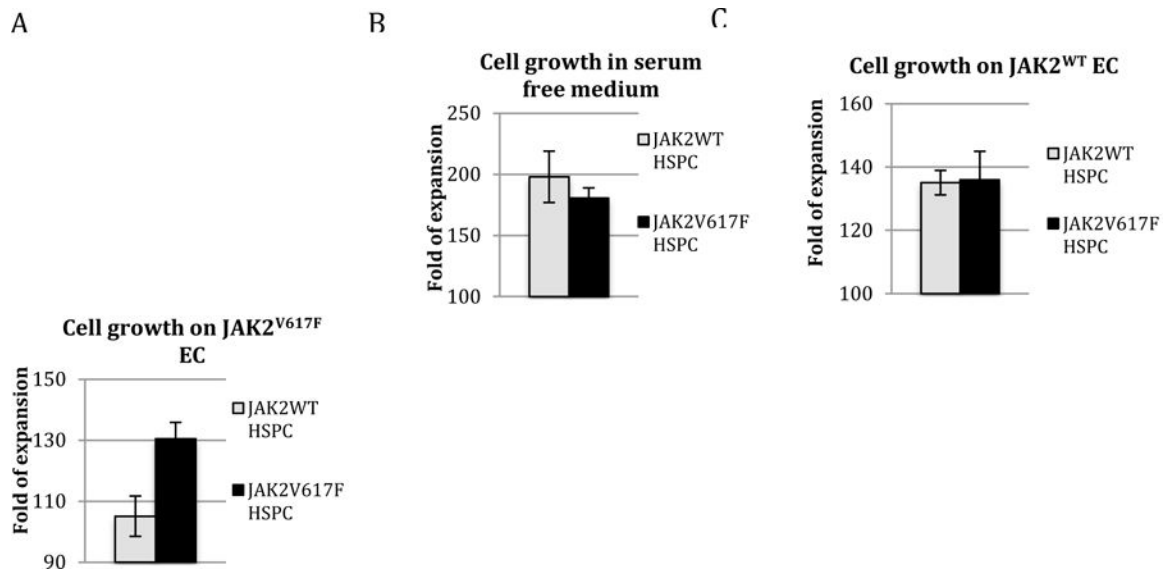 A
B
C
Cell growth in serum
free medium
250
200
150
100
Fold of expansion
JAK2WT
HSPC
JAK2V617F
HSPC
Cell growth on JAK2ᵂᵀ EC
160
140
120
100
Fold of expansion
JAK2WT
HSPC
JAK2V617F
HSPC
Cell growth on JAK2ⱽ⁶¹⁷ᶠ
EC
150
130
110
90
Fold of expansion
JAK2WT
HSPC
JAK2V617F
HSPC